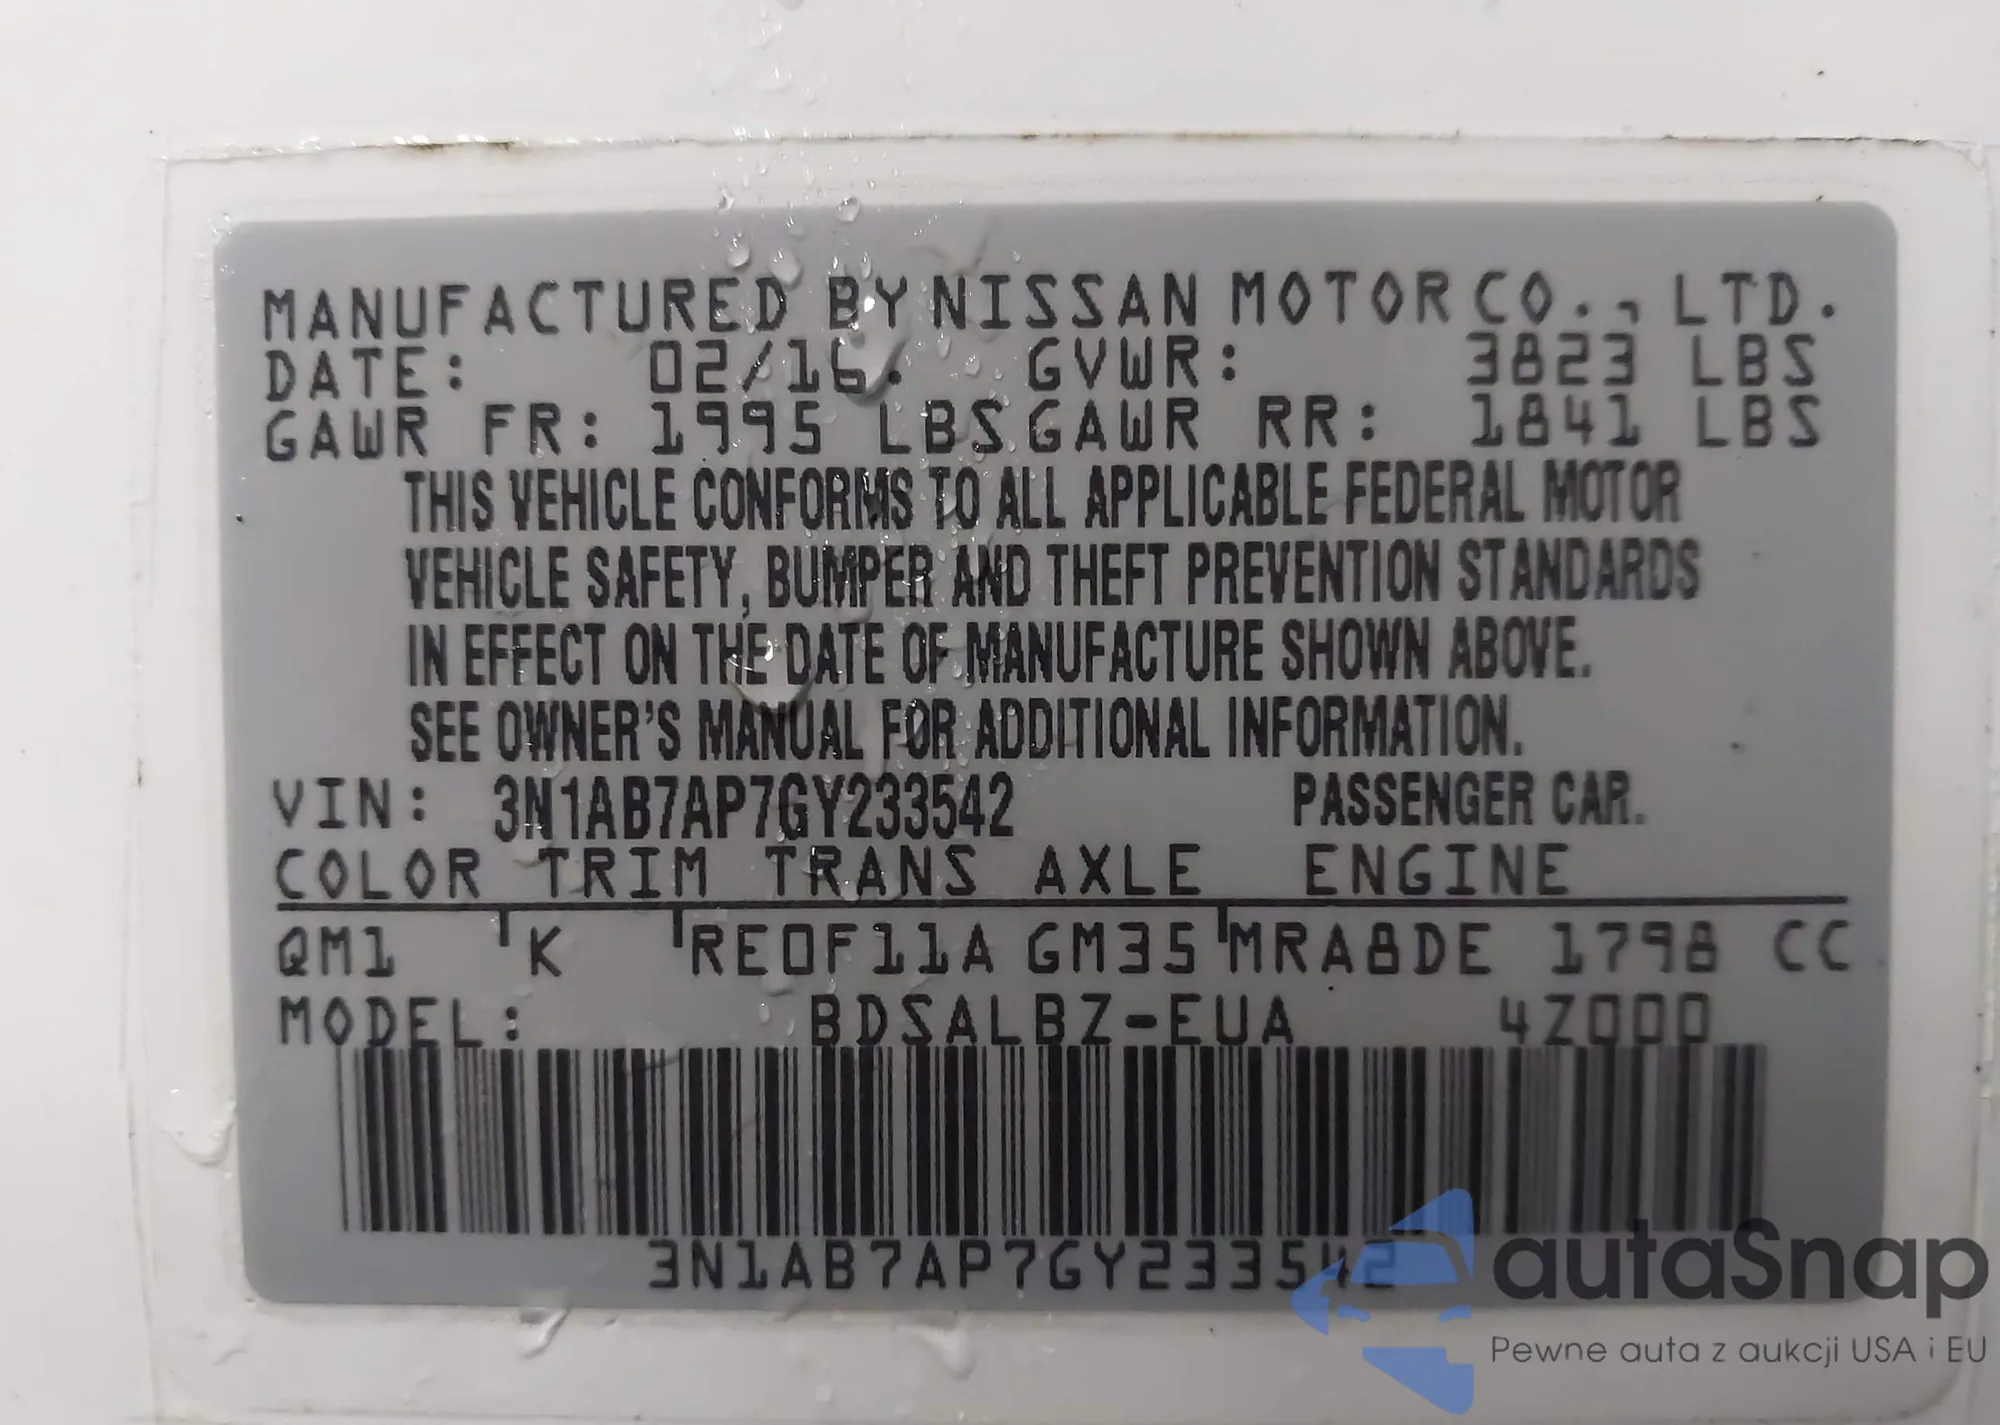 MANUFACTURED BY NISSAN MOTOR CO., LTD.
DATE: 02/16. GVWR: 3823 LBS
GAWR FR: 1995 LBS GAWR RR: 1841 LBS
THIS VEHICLE CONFORMS TO ALL APPLICABLE FEDERAL MOTOR
VEHICLE SAFETY, BUMPER AND THEFT PREVENTION STANDARDS
IN EFFECT ON THE DATE OF MANUFACTURE SHOWN ABOVE.
SEE OWNER'S MANUAL FOR ADDITIONAL INFORMATION.
VIN: 3N1AB7AP7GY233542 PASSENGER CAR.
COLOR TRIM TRANS AXLE ENGINE
QM1 K RE0F11A GM35 MRA8DE 1798 CC
MODEL: BDSALBZ-EUA 4Z000
3N1AB7AP7GY233542
autaSnap
Pewne auta z aukcji USA i EU